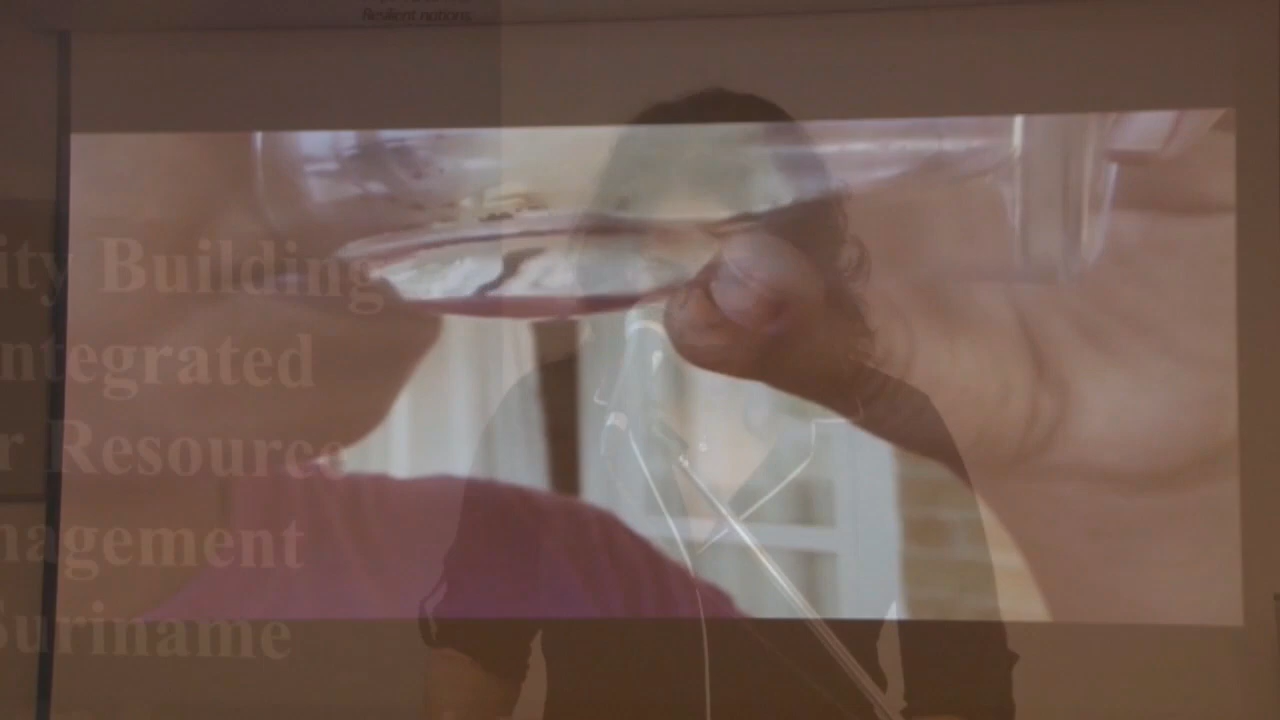 Resilient nations.
ity Building
ntegrated
r Resource
nagement
Suriname